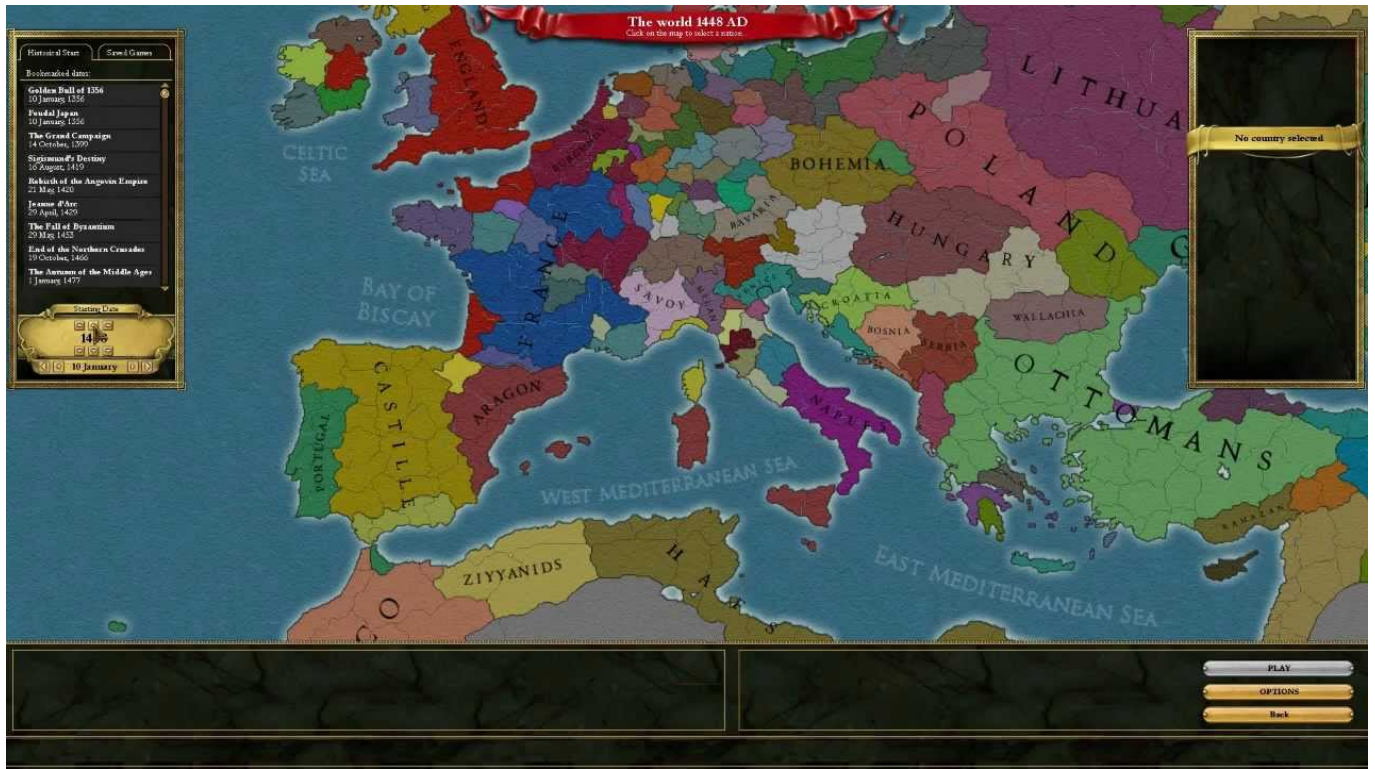 The world 1448 AD
Click on the map to select a nation...
Historical Start
Saved Games
Bookmarked dates:
Golden Bull of 1356
10 January, 1356
Feudal Japan
10 January, 1356
The Grand Campaign
14 October, 1399
Sigismund's Destiny
16 August, 1419
Rebirth of the Angevin Empire
21 May, 1420
Jeanne d'Arc
29 April, 1429
The Fall of Byzantium
29 May, 1453
End of the Northern Crusades
19 October, 1466
The Autumn of the Middle Ages
1 January, 1477
Starting Date
10 January
No country selected
ENGLAND
CELTIC
SEA
LITHUA
POLAND
BOHEMIA
BAVARIA
HUNGARY
FRANCE
BAY OF
BISCAY
SAVOY
CROATIA
BOSNIA
SERBIA
WALLACHIA
OTTOMANS
CASTILLE
PORTUGAL
ARAGON
NAPLES
WEST MEDITERRANEAN SEA
EAST MEDITERRANEAN SEA
RAMAZAN
ZIYYANIDS
HAFS
CO
PLAY
OPTIONS
Back